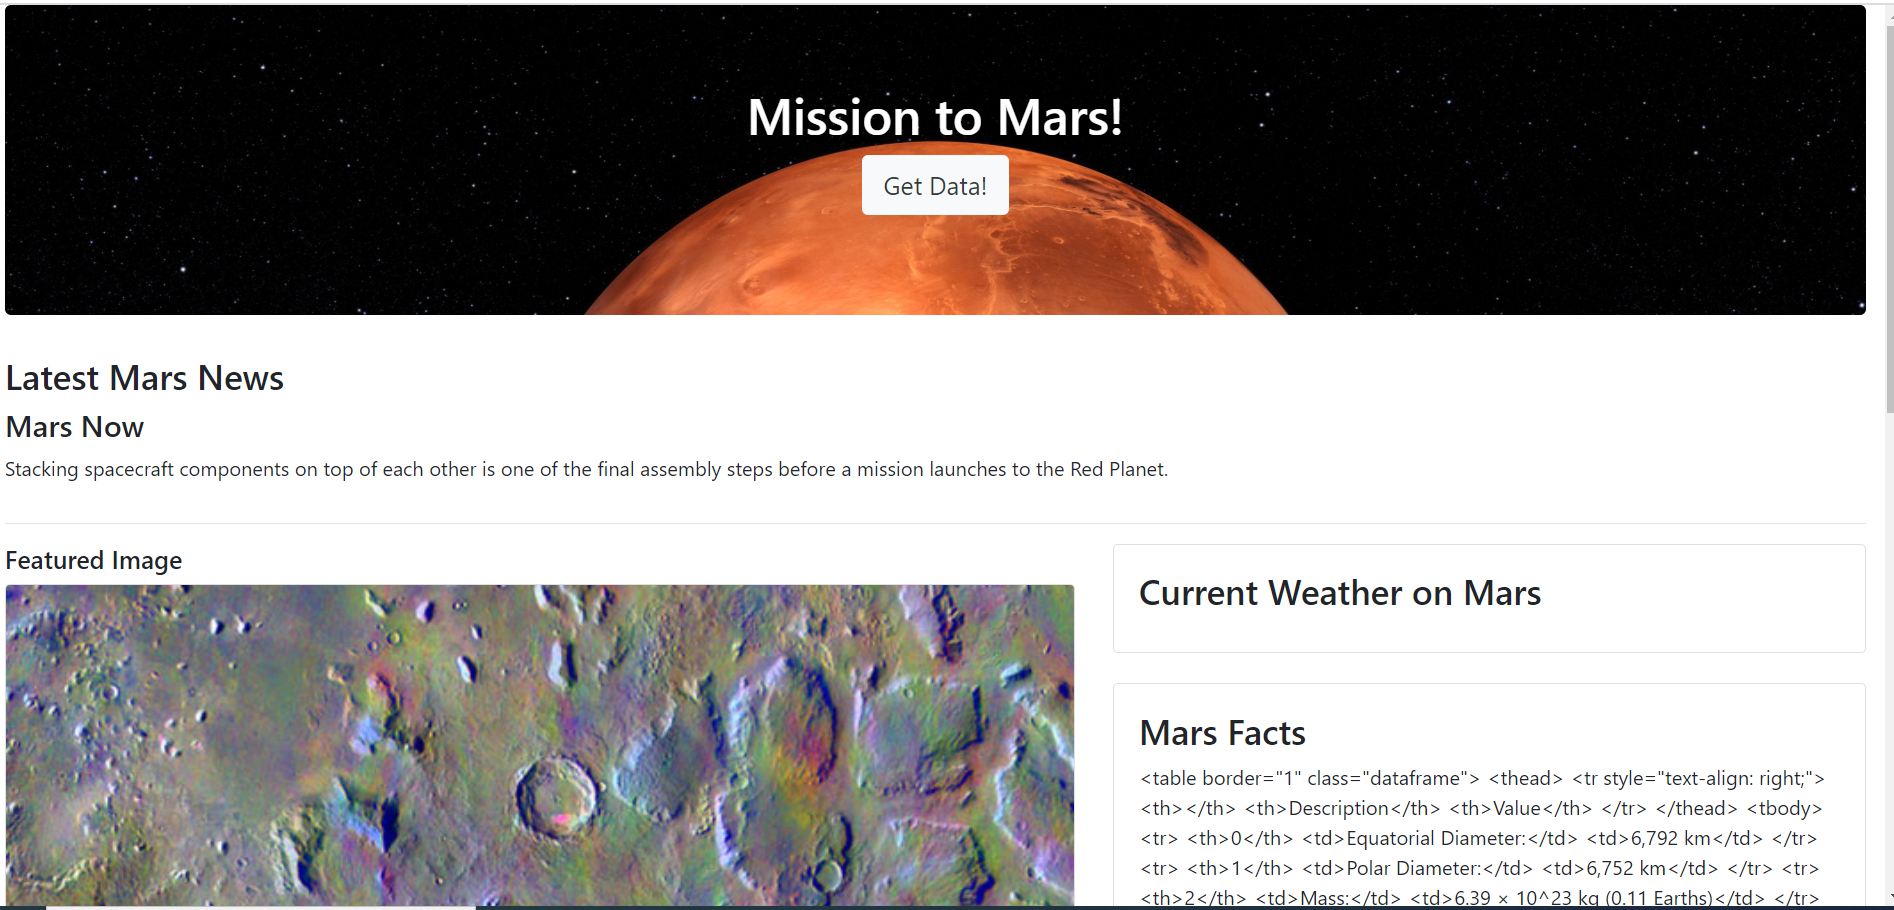 Mission to Mars!
Get Data!
Latest Mars News
Mars Now
Stacking spacecraft components on top of each other is one of the final assembly steps before a mission launches to the Red Planet.
Featured Image
Current Weather on Mars
Mars Facts
<table border="1" class="dataframe"> <thead> <tr style="text-align: right;">
<th></th> <th>Description</th> <th>Value</th> </tr> </thead> <tbody>
<tr> <th>0</th> <td>Equatorial Diameter:</td> <td>6,792 km</td> </tr>
<tr> <th>1</th> <td>Polar Diameter:</td> <td>6,752 km</td> </tr> <tr>
<th>2</th> <td>Mass:</td> <td>6.39 × 10^23 kg (0.11 Earths)</td> </tr>